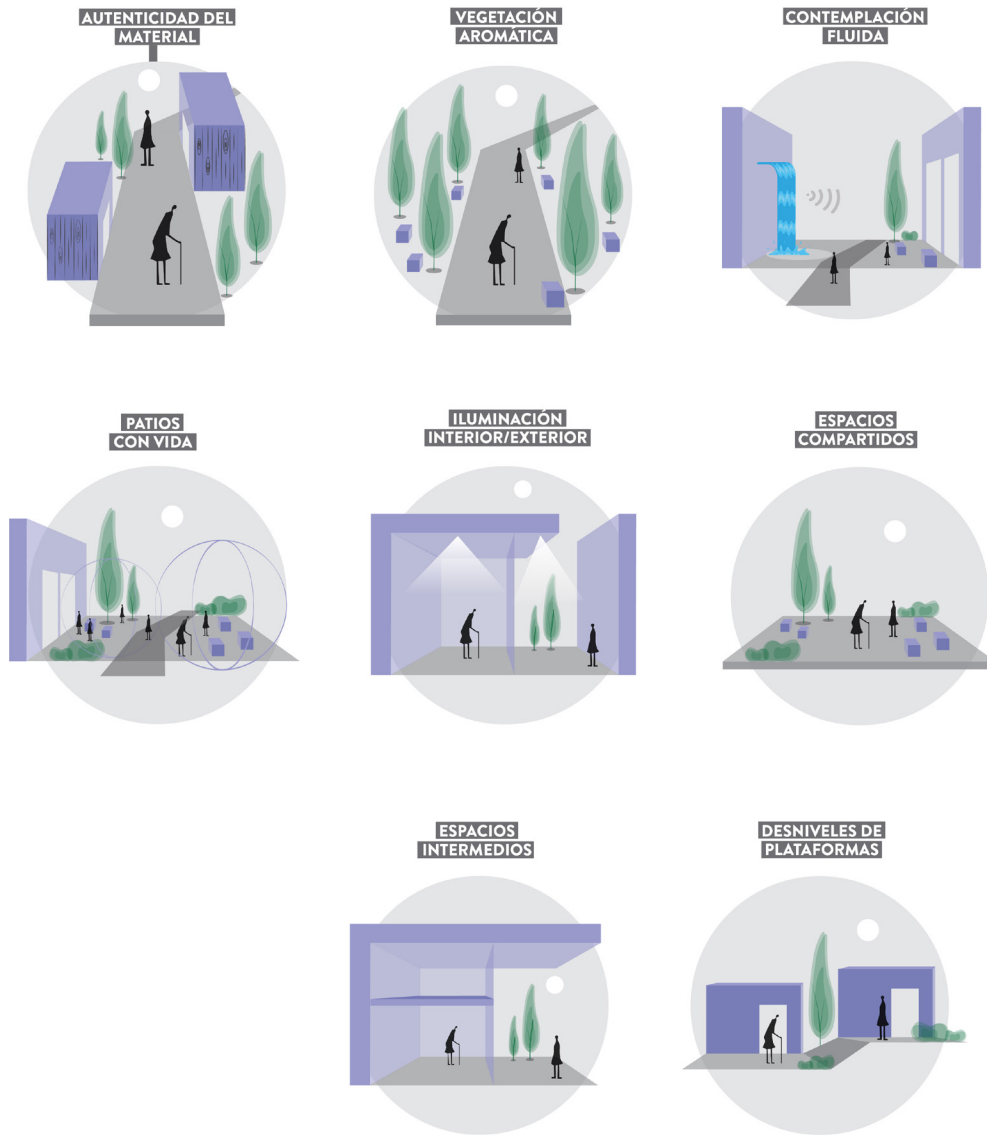 AUTENTICIDAD DEL
MATERIAL
VEGETACIÓN
AROMÁTICA
CONTEMPLACIÓN
FLUIDA
PATIOS
CON VIDA
ILUMINACIÓN
INTERIOR/EXTERIOR
ESPACIOS
COMPARTIDOS
ESPACIOS
INTERMEDIOS
DESNIVELES DE
PLATAFORMAS